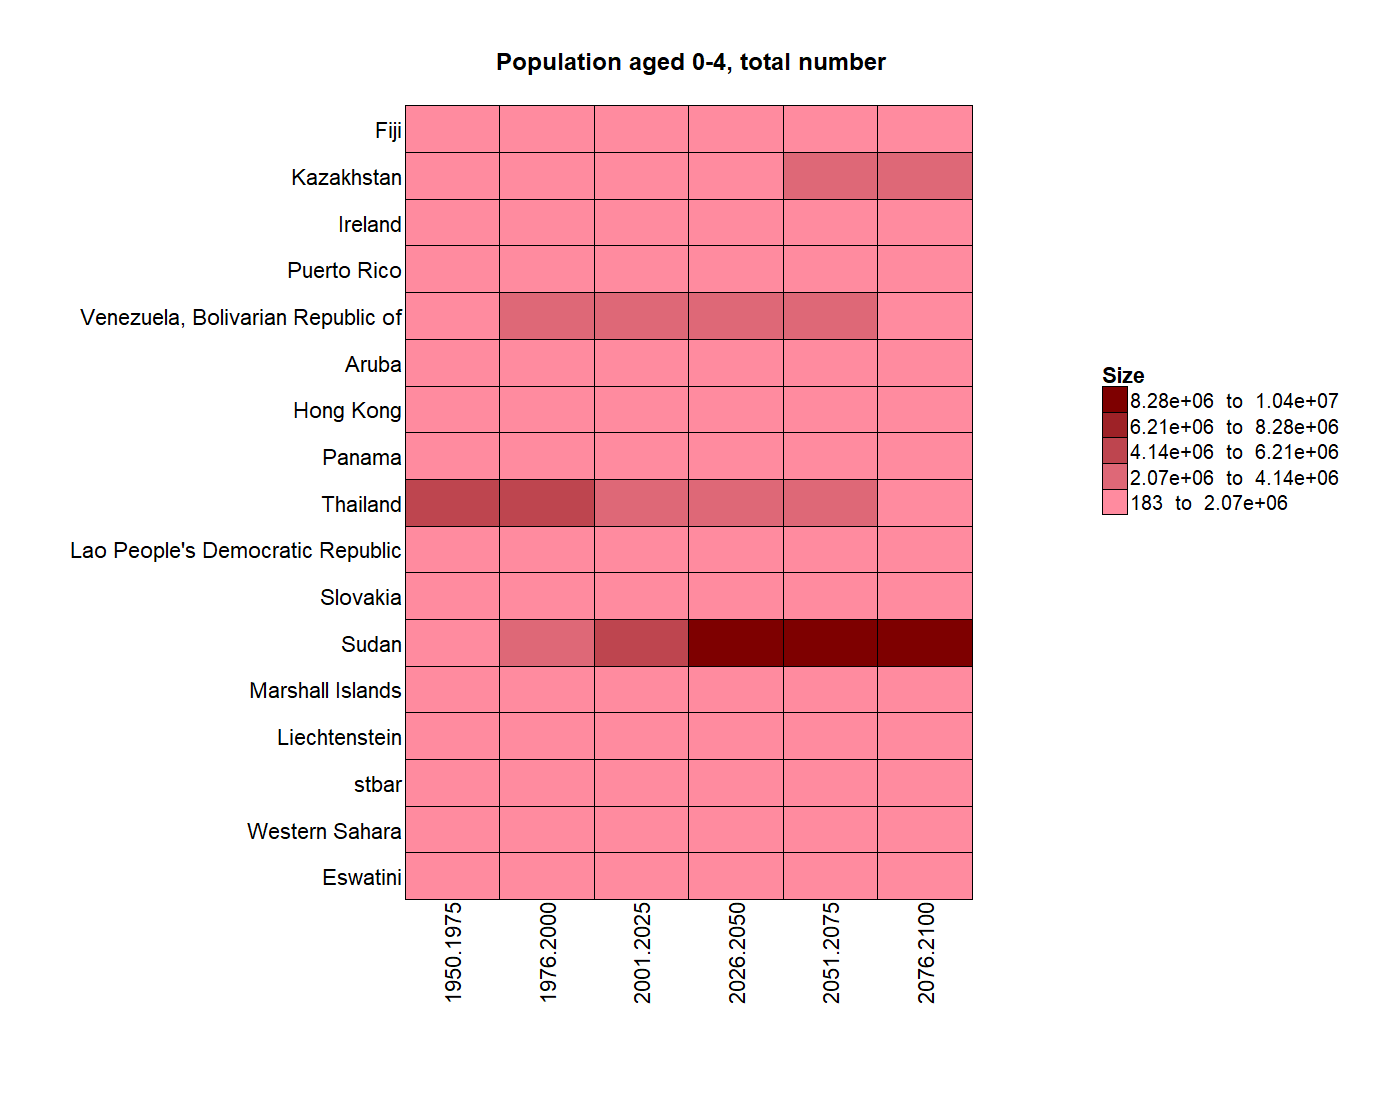 Population aged 0-4, total number
Fiji
Kazakhstan
Ireland
Puerto Rico
Venezuela, Bolivarian Republic of
Aruba
Hong Kong
Panama
Thailand
Lao People's Democratic Republic
Slovakia
Sudan
Marshall Islands
Liechtenstein
stbar
Western Sahara
Eswatini
1950.1975
1976.2000
2001.2025
2026.2050
2051.2075
2076.2100
Size
8.28e+06 to 1.04e+07
6.21e+06 to 8.28e+06
4.14e+06 to 6.21e+06
2.07e+06 to 4.14e+06
183 to 2.07e+06